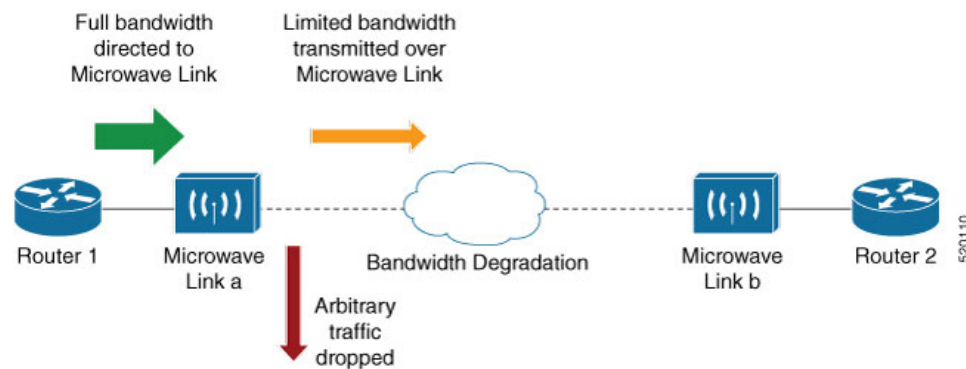 Full bandwidth
directed to
Microwave Link
Limited bandwidth
transmitted over
Microwave Link
Router 1
Microwave
Link a
Bandwidth Degradation
Microwave
Link b
Router 2
Arbitrary
traffic
dropped
520110